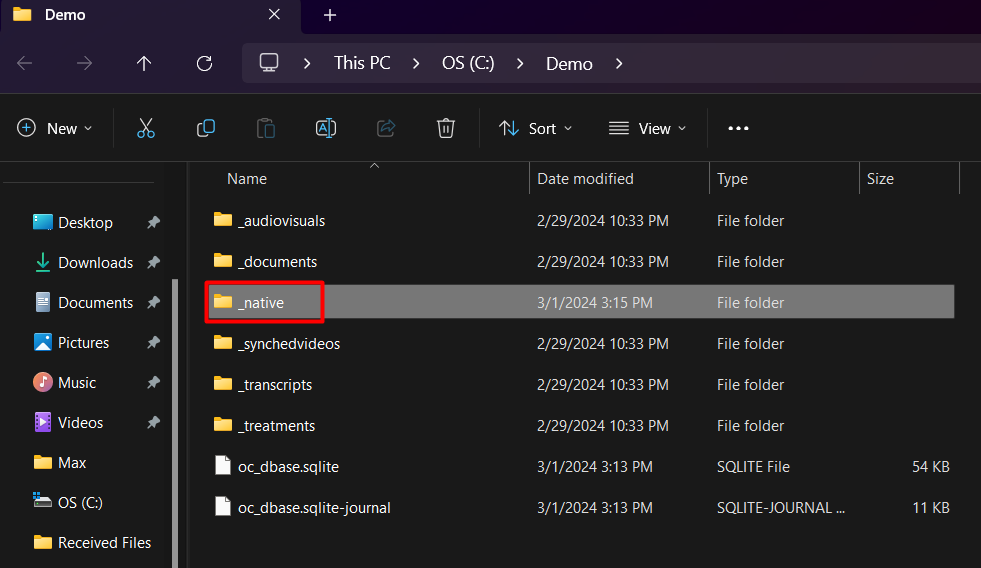 Demo
This PC > OS (C:) > Demo >
New Sort View
Name Date modified Type Size
_audiovisuals 2/29/2024 10:33 PM File folder
_documents 2/29/2024 10:33 PM File folder
_native 3/1/2024 3:15 PM File folder
_synchedvideos 2/29/2024 10:33 PM File folder
_transcripts 2/29/2024 10:33 PM File folder
_treatments 2/29/2024 10:33 PM File folder
oc_dbase.sqlite 3/1/2024 3:13 PM SQLITE File 54 KB
oc_dbase.sqlite-journal 3/1/2024 3:13 PM SQLITE-JOURNAL ... 11 KB
Desktop
Downloads
Documents
Pictures
Music
Videos
Max
OS (C:)
Received Files